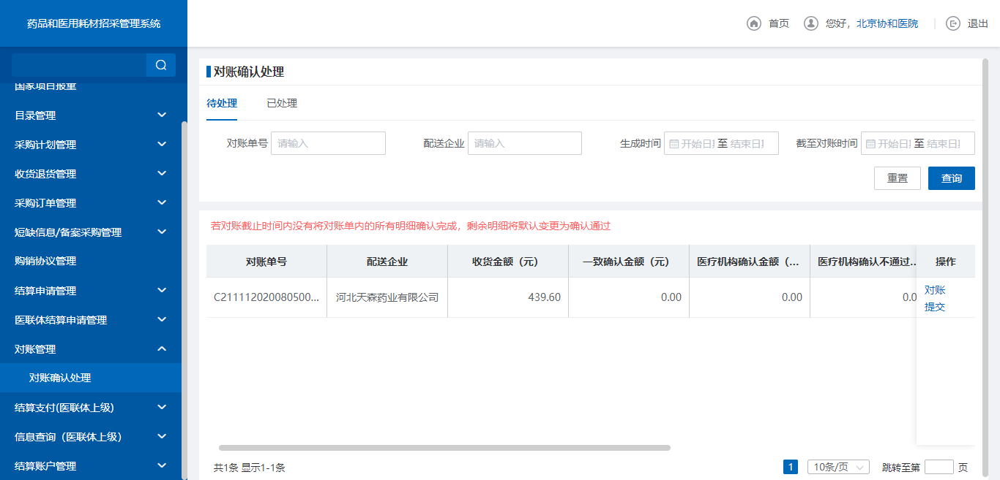 药品和医用耗材招采管理系统
首页
您好，北京协和医院
退出
国家项目报量
目录管理
采购计划管理
收货退货管理
采购订单管理
短缺信息/备案采购管理
购销协议管理
结算申请管理
医联体结算申请管理
对账管理
对账确认处理
结算支付(医联体上级)
信息查询（医联体上级）
结算账户管理
对账确认处理
待处理 已处理
对账单号 请输入 配送企业 请输入 生成时间 开始日 至 结束日 截至对账时间 开始日 至 结束日
重置 查询
若对账截止时间内没有将对账单内的所有明细确认完成，剩余明细将默认变更为确认通过
对账单号 配送企业 收货金额（元） 一致确认金额（元） 医疗机构确认金额（... 医疗机构确认不通过... 操作
C211112020080500... 河北天森药业有限公司 439.60 0.00 0.00 0.0 对账
提交
共1条 显示1-1条 1 10条/页 跳转至第 页